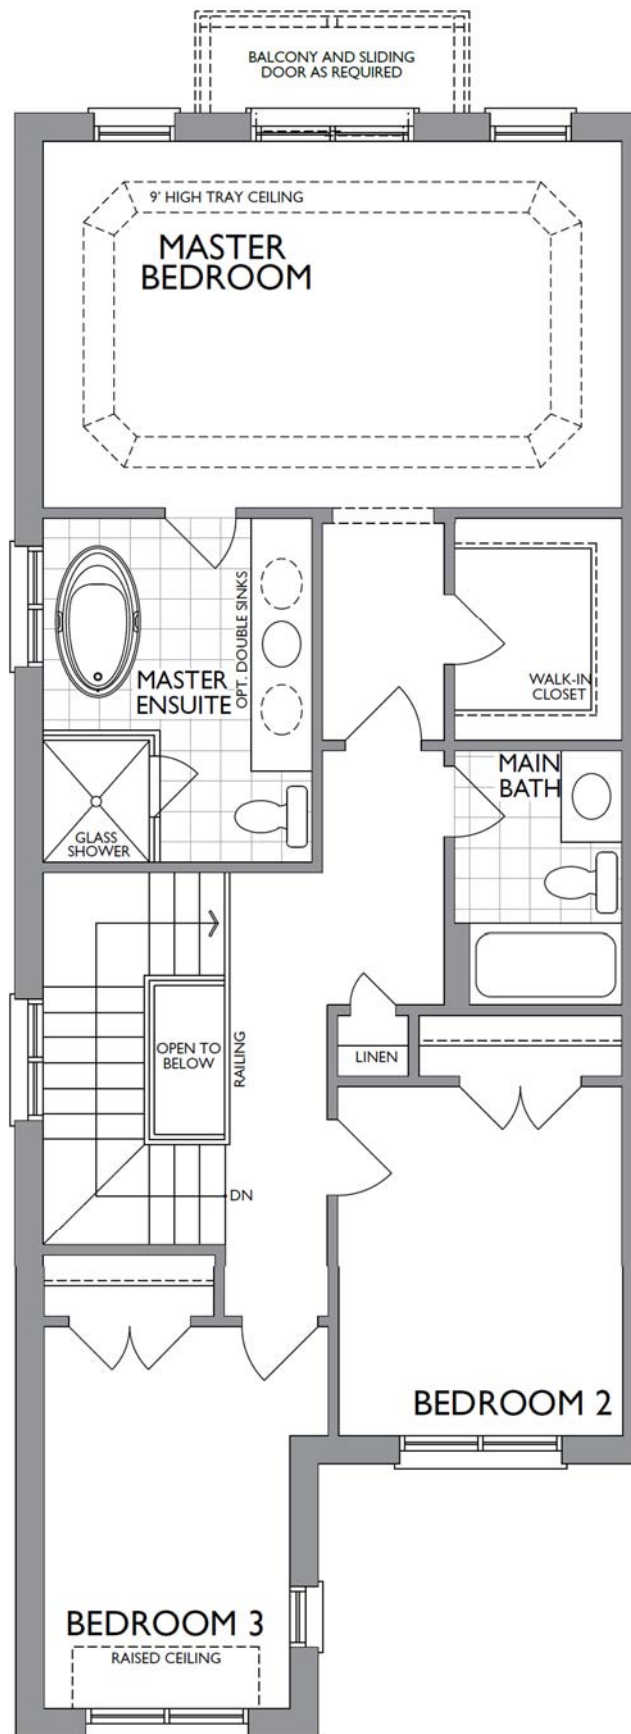 BALCONY AND SLIDING
DOOR AS REQUIRED
9' HIGH TRAY CEILING
MASTER
BEDROOM
OPT. DOUBLE SINKS
MASTER
ENSUITE
WALK-IN
CLOSET
MAIN
BATH
GLASS
SHOWER
OPEN TO
BELOW
RAILING
LINEN
DN
BEDROOM 2
BEDROOM 3
RAISED CEILING